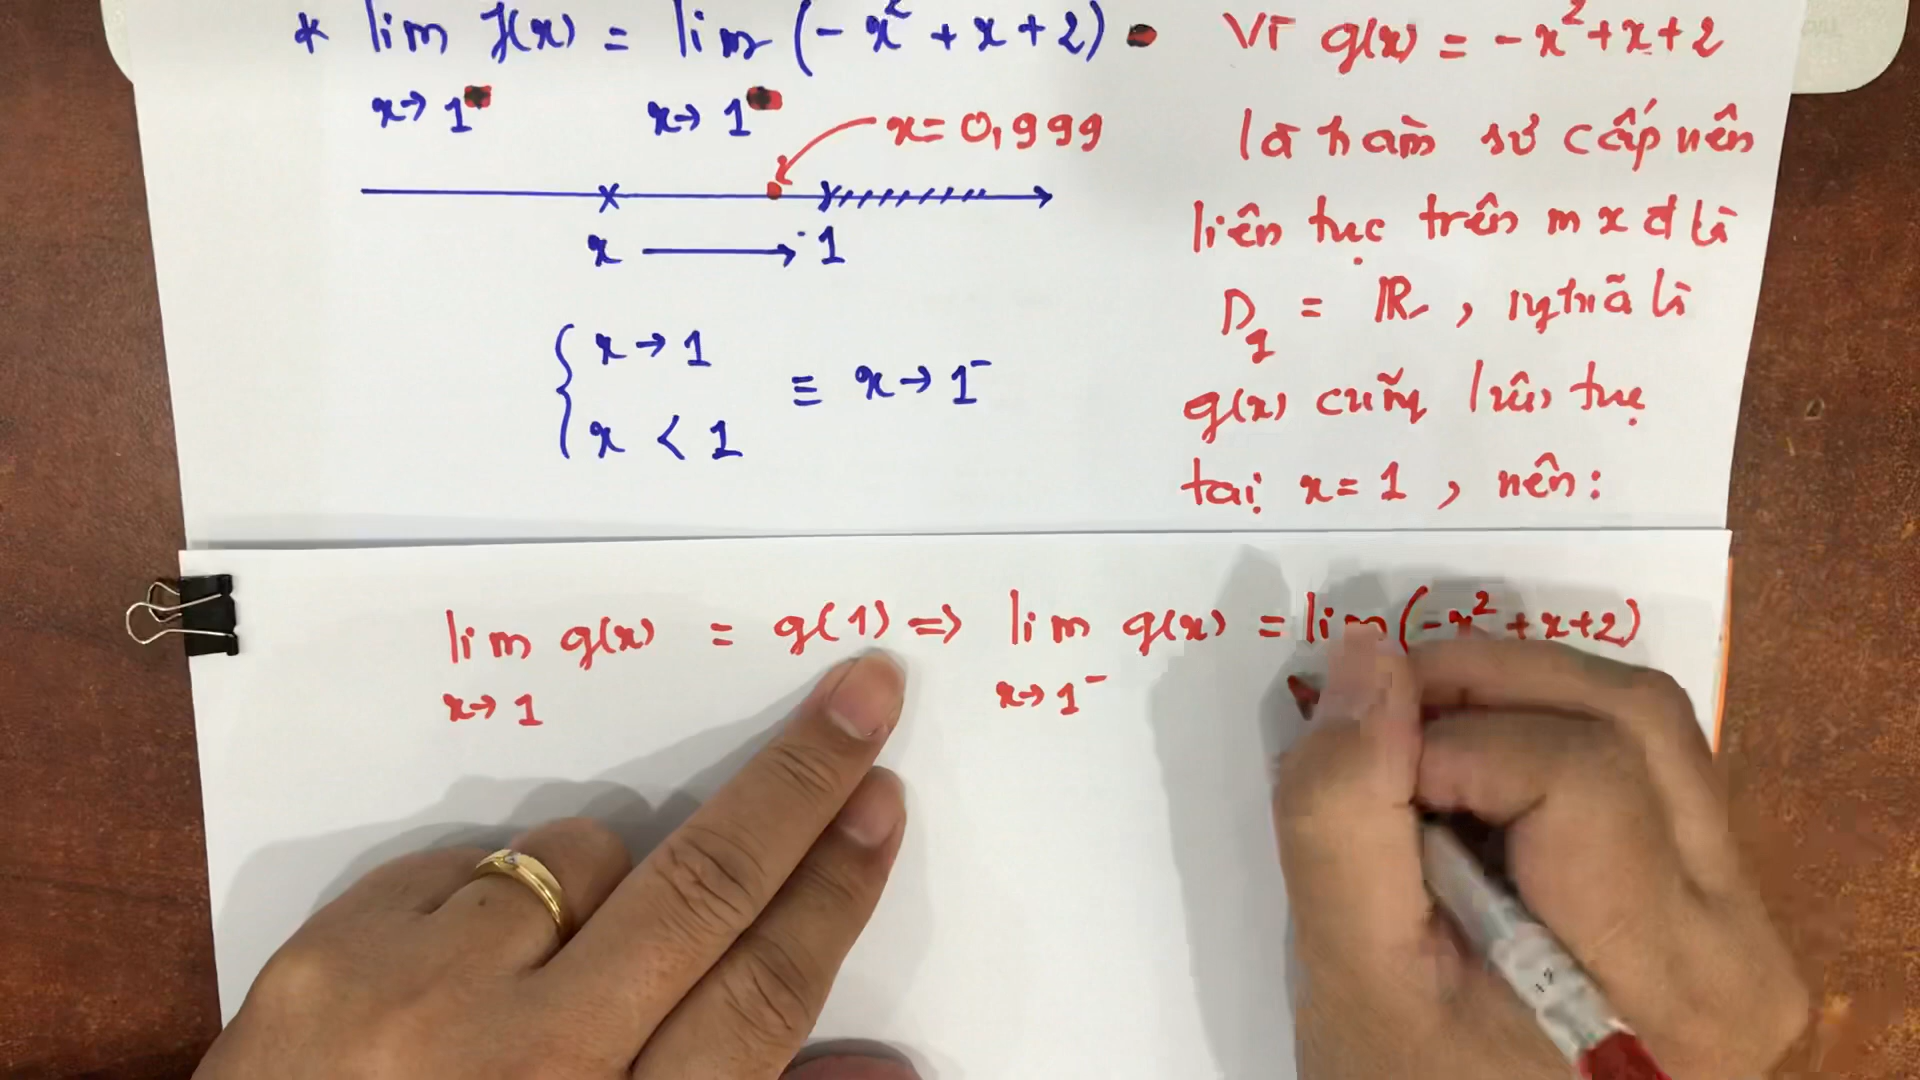 * lim f(x) = lim (-x² + x + 2)
x → 1⁻ x → 1⁻
x = 0,999
x → 1
{ x → 1
x < 1
≡ x → 1⁻
Vì g(x) = -x² + x + 2
là hàm sơ cấp nên
liên tục trên mxđ là
D_g = ℝ, nghĩa là
g(x) cũng liên tục
tại x = 1, nên:
lim g(x) = g(1) ⇒ lim g(x) = lim (-x² + x + 2)
x → 1 x → 1⁻